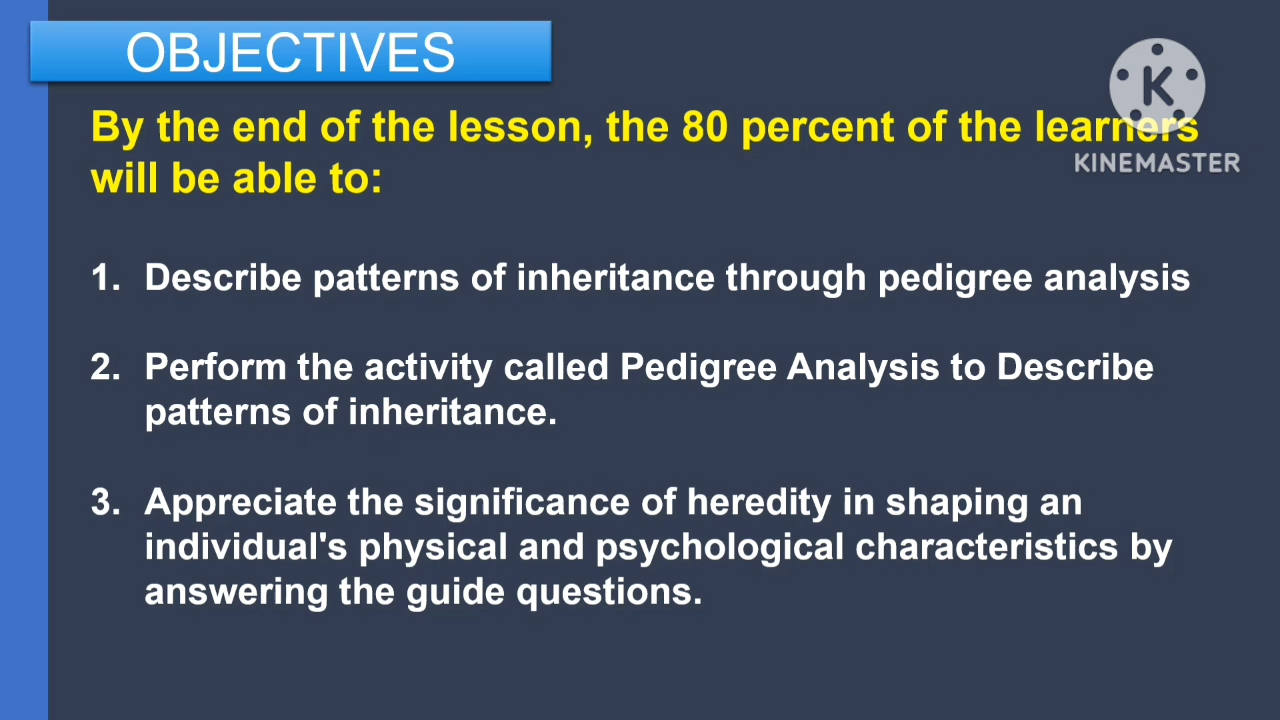 OBJECTIVES
By the end of the lesson, the 80 percent of the learners
will be able to:
K
KINEMASTER
1. Describe patterns of inheritance through pedigree analysis
2. Perform the activity called Pedigree Analysis to Describe
patterns of inheritance.
3. Appreciate the significance of heredity in shaping an
individual's physical and psychological characteristics by
answering the guide questions.